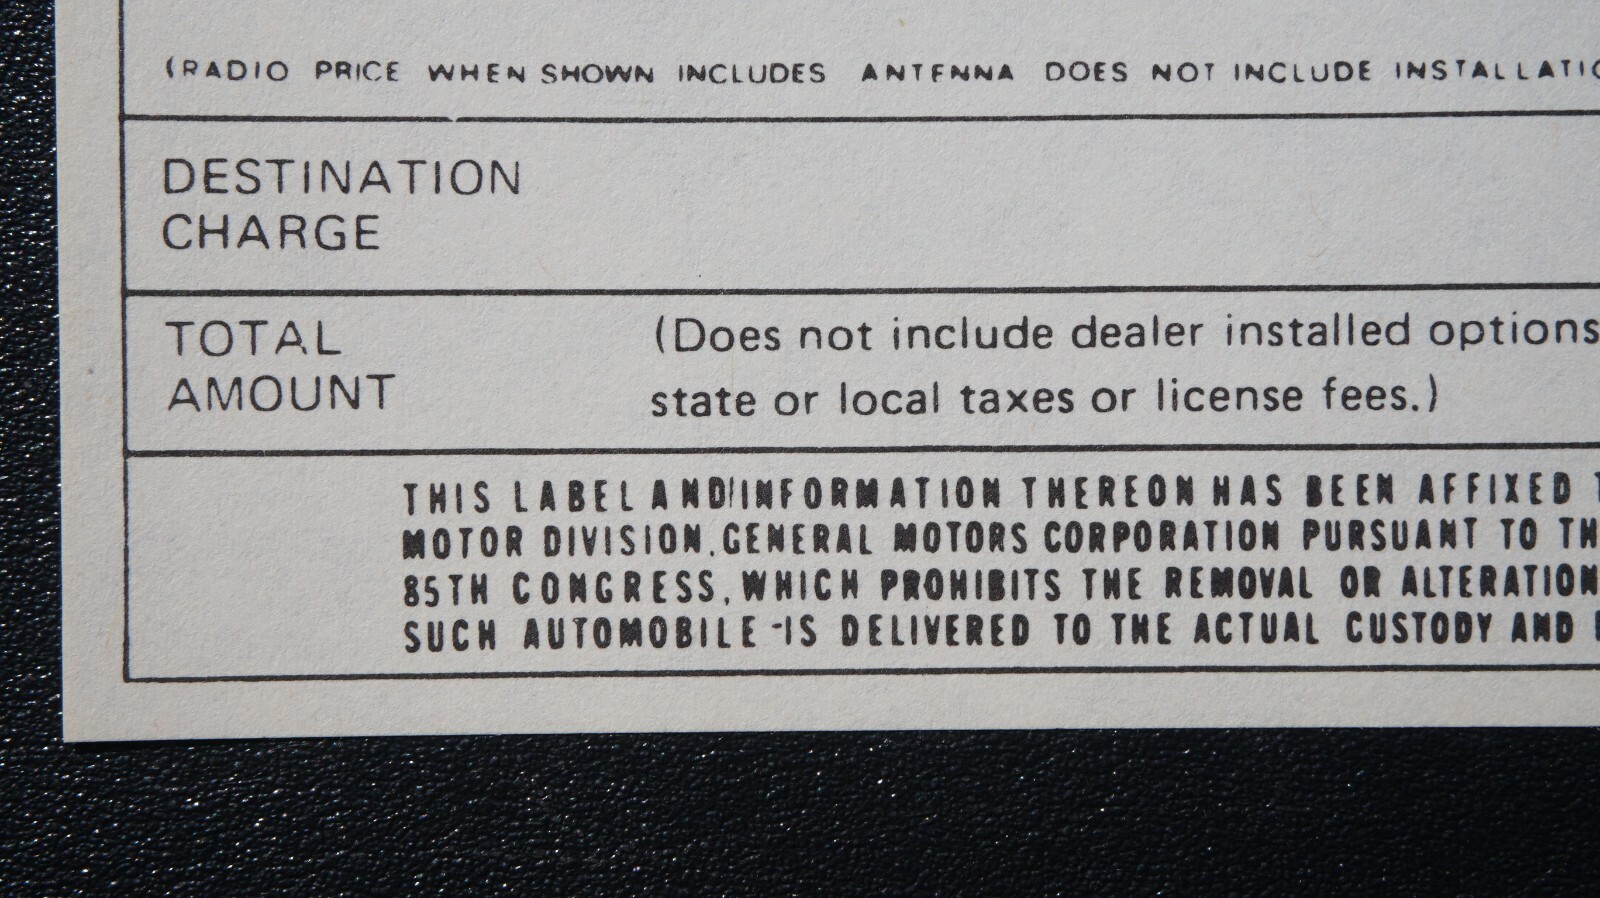 (RADIO PRICE WHEN SHOWN INCLUDES ANTENNA DOES NOT INCLUDE INSTALLATIO
DESTINATION
CHARGE
TOTAL
AMOUNT
(Does not include dealer installed options
state or local taxes or license fees.)
THIS LABEL AND INFORMATION THEREON HAS BEEN AFFIXED T
MOTOR DIVISION, GENERAL MOTORS CORPORATION PURSUANT TO TH
85TH CONGRESS, WHICH PROHIBITS THE REMOVAL OR ALTERATION
SUCH AUTOMOBILE -IS DELIVERED TO THE ACTUAL CUSTODY AND